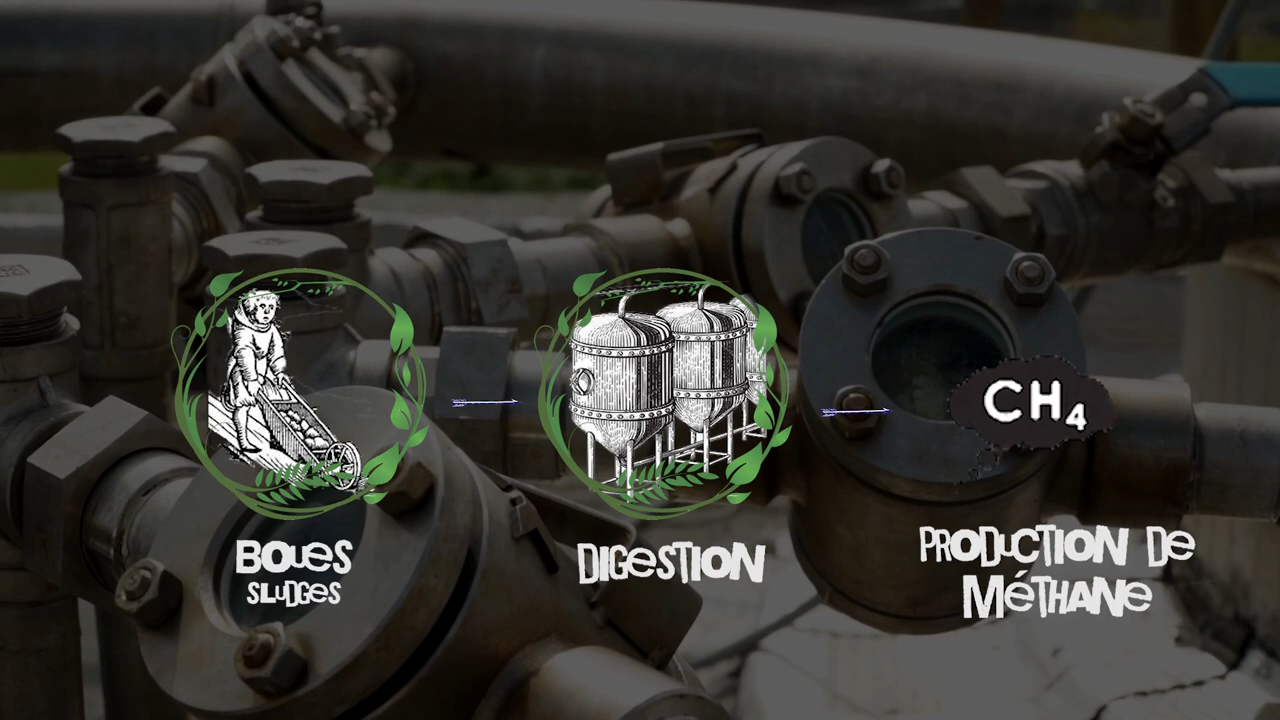 BOUES
SLUDGES
DIGESTION
PRODUCTION DE
MÉTHANE
CH4